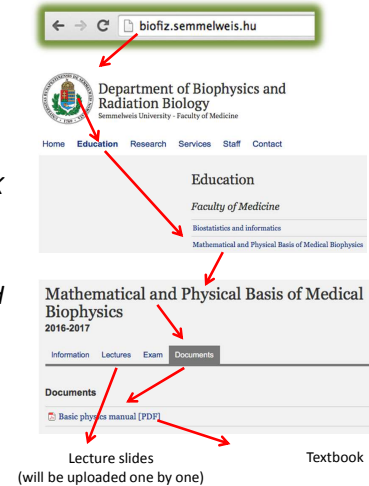 biofiz.semmelweis.hu
Department of Biophysics and
Radiation Biology
Semmelweis University - Faculty of Medicine
Home Education Research Services Staff Contact
Education
Faculty of Medicine
Biostatistics and informatics
Mathematical and Physical Basis of Medical Biophysics
Mathematical and Physical Basis of Medical
Biophysics
2016-2017
Information Lectures Exam Documents
Documents
Basic physics manual [PDF]
Lecture slides Textbook
(will be uploaded one by one)